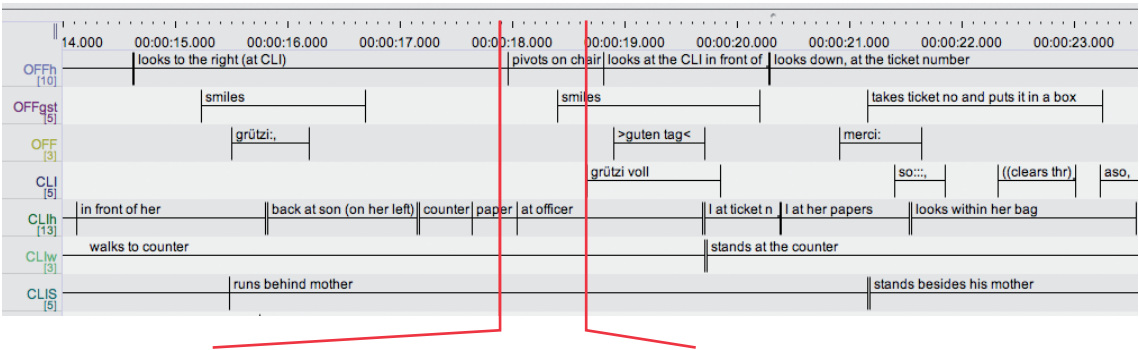 14.000 00:00:15.000 00:00:16.000 00:00:17.000 00:00:18.000 00:00:19.000 00:00:20.000 00:00:21.000 00:00:22.000 00:00:23.000
OFFh [10] looks to the right (at CLI) pivots on chair looks at the CLI in front of looks down, at the ticket number
OFFgst [5] smiles smiles takes ticket no and puts it in a box
OFF [3] grützi:, >guten tag< merci:
CLI [5] grützi voll so:::, ((clears thr) aso,
CLIh [13] in front of her back at son (on her left) counter paper at officer l at ticket n l at her papers looks within her bag
CLIw [3] walks to counter stands at the counter
CLIS [5] runs behind mother stands besides his mother